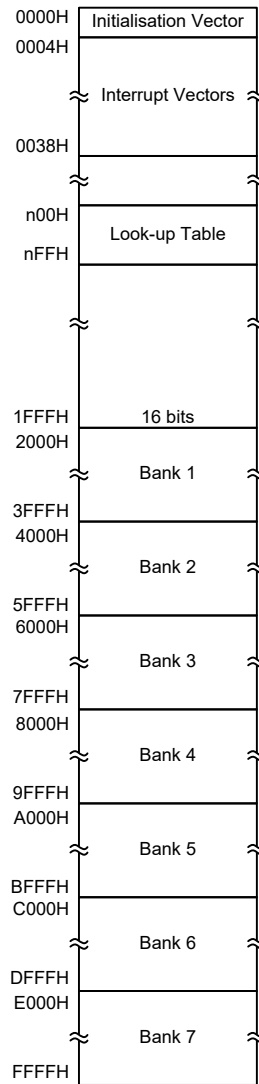 0000H Initialisation Vector
0004H
Interrupt Vectors
0038H
n00H
Look-up Table
nFFH
1FFFH 16 bits
2000H
Bank 1
3FFFH
4000H
Bank 2
5FFFH
6000H
Bank 3
7FFFH
8000H
Bank 4
9FFFH
A000H
Bank 5
BFFFH
C000H
Bank 6
DFFFH
E000H
Bank 7
FFFFH